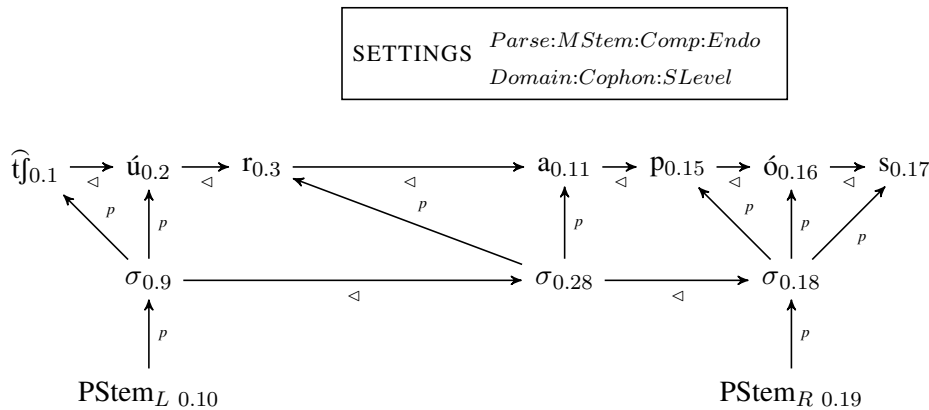 SETTINGS Parse:MStem:Comp:Endo
Domain:Cophon:SLevel
t͡ʃ0.1 ◁ ú0.2 ◁ r0.3 ◁ a0.11 ◁ p0.15 ◁ ó0.16 ◁ s0.17
p p p p p p p
σ0.9 ◁ σ0.28 ◁ σ0.18
p p
PStemL 0.10 PStemR 0.19